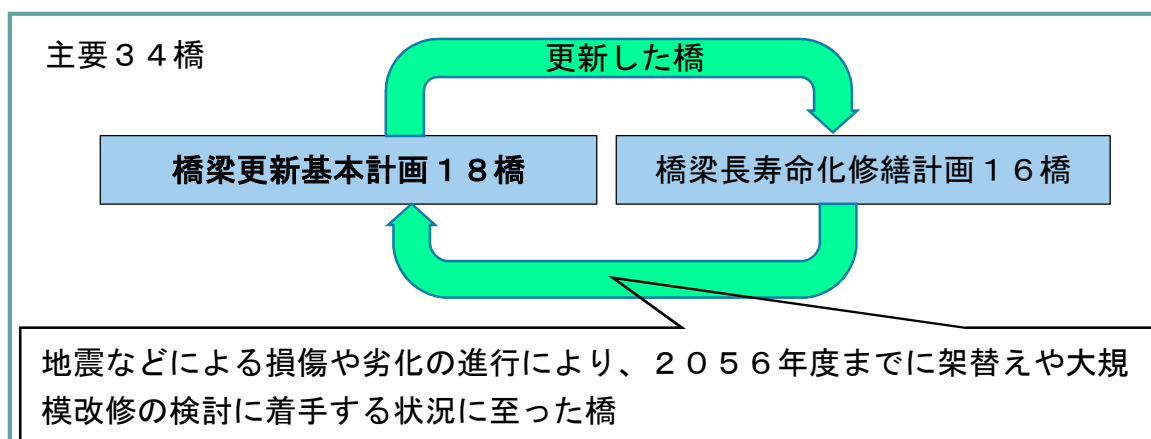 主要３４橋
更新した橋
橋梁更新基本計画１８橋
橋梁長寿命化修繕計画１６橋
地震などによる損傷や劣化の進行により、２０５６年度までに架替えや大規
模改修の検討に着手する状況に至った橋